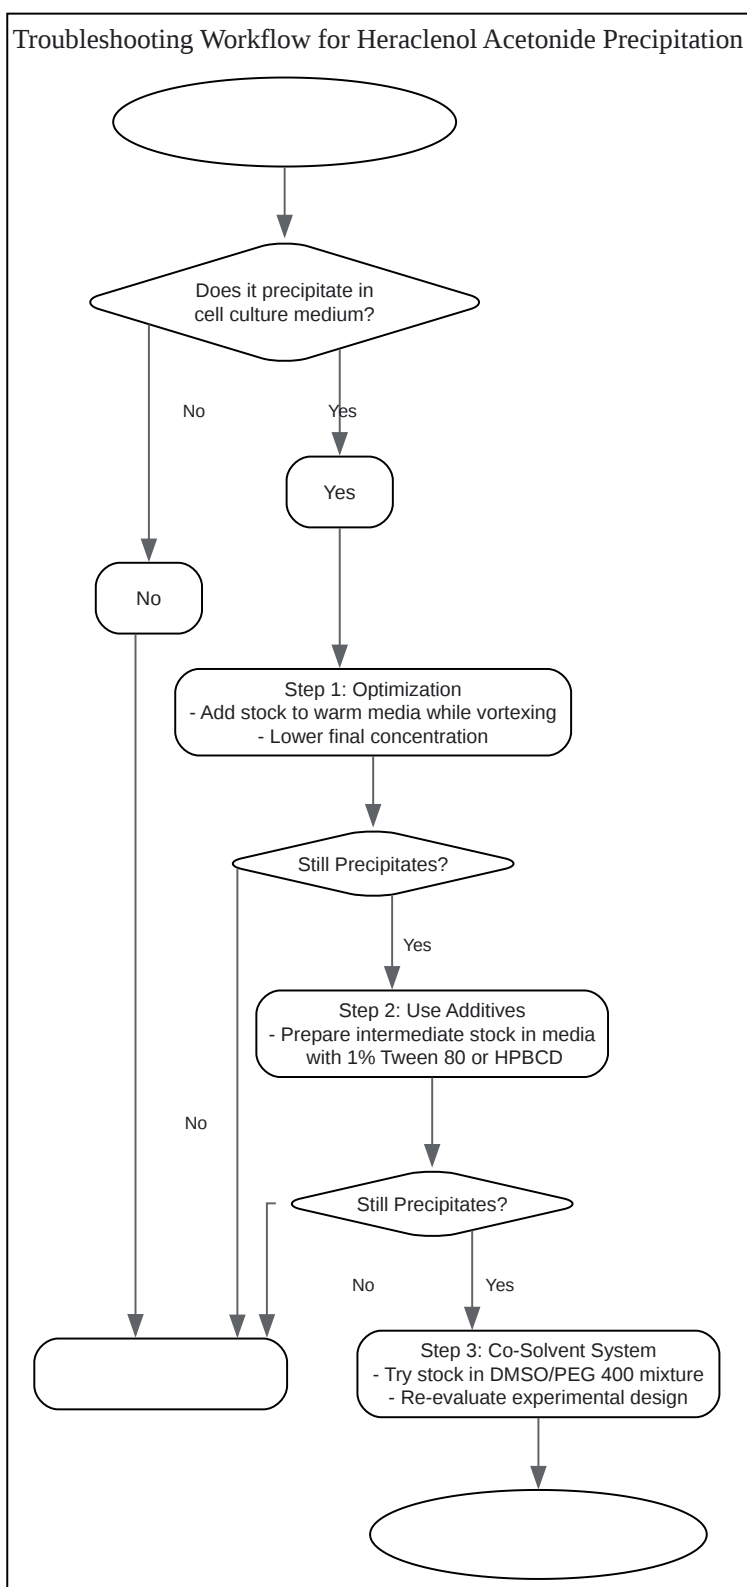 Troubleshooting Workflow for Heraclenol Acetonide Precipitation
Does it precipitate in
cell culture medium?
No
Yes
Yes
No
Step 1: Optimization
- Add stock to warm media while vortexing
- Lower final concentration
Still Precipitates?
Yes
Step 2: Use Additives
- Prepare intermediate stock in media
with 1% Tween 80 or HPBCD
No
Still Precipitates?
No
Yes
Step 3: Co-Solvent System
- Try stock in DMSO/PEG 400 mixture
- Re-evaluate experimental design